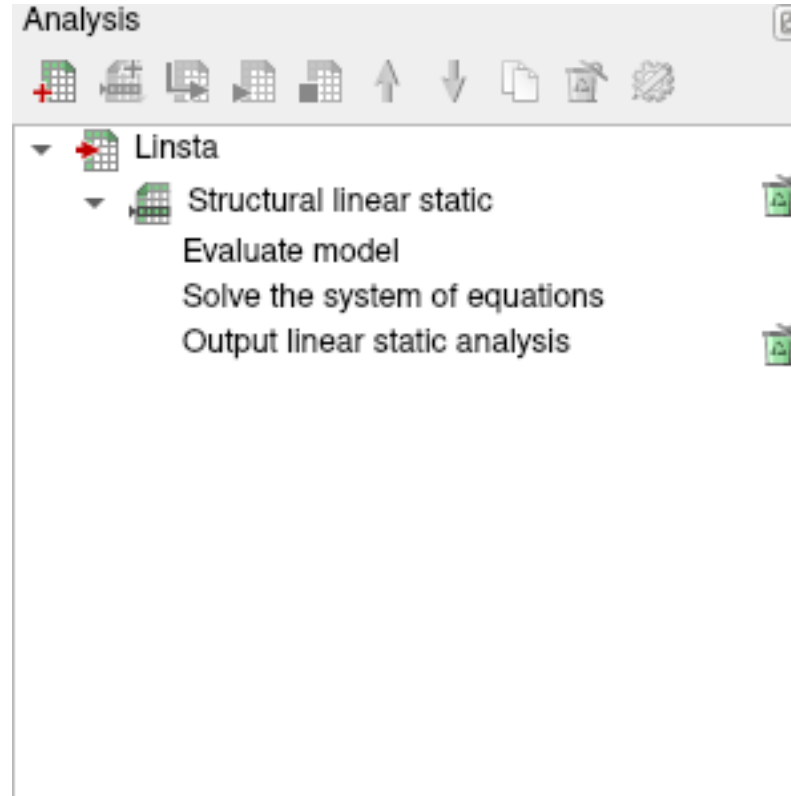 Analysis
Linsta
Structural linear static
Evaluate model
Solve the system of equations
Output linear static analysis